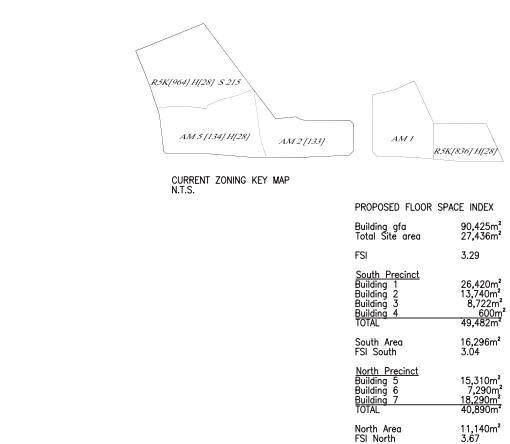 R5K[964] H[28] S 215
AM 5 [134] H[28]
AM 2 [133]
AM 1
R5K[836] H[28]
CURRENT ZONING KEY MAP
N.T.S.
PROPOSED FLOOR SPACE INDEX
Building gfa 90,425m²
Total Site area 27,436m²
FSI 3.29
South Precinct
Building 1 26,420m²
Building 2 13,740m²
Building 3 8,722m²
Building 4 600m²
TOTAL 49,482m²
South Area 16,296m²
FSI South 3.04
North Precinct
Building 5 15,310m²
Building 6 7,290m²
Building 7 18,290m²
TOTAL 40,890m²
North Area 11,140m²
FSI North 3.67